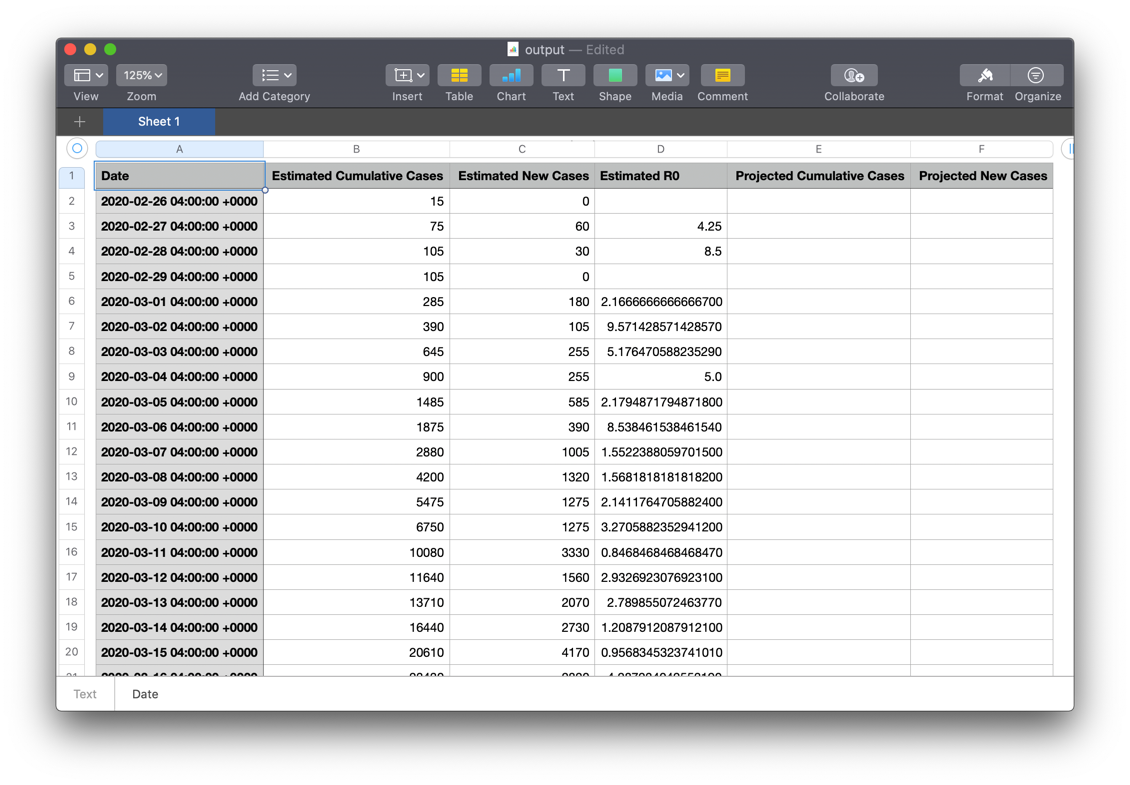 output — Edited
125%
View Zoom Add Category Insert Table Chart Text Shape Media Comment Collaborate Format Organize
Sheet 1
A B C D E F
1 Date Estimated Cumulative Cases Estimated New Cases Estimated R0 Projected Cumulative Cases Projected New Cases
2 2020-02-26 04:00:00 +0000 15 0
3 2020-02-27 04:00:00 +0000 75 60 4.25
4 2020-02-28 04:00:00 +0000 105 30 8.5
5 2020-02-29 04:00:00 +0000 105 0
6 2020-03-01 04:00:00 +0000 285 180 2.1666666666666700
7 2020-03-02 04:00:00 +0000 390 105 9.571428571428570
8 2020-03-03 04:00:00 +0000 645 255 5.176470588235290
9 2020-03-04 04:00:00 +0000 900 255 5.0
10 2020-03-05 04:00:00 +0000 1485 585 2.1794871794871800
11 2020-03-06 04:00:00 +0000 1875 390 8.538461538461540
12 2020-03-07 04:00:00 +0000 2880 1005 1.5522388059701500
13 2020-03-08 04:00:00 +0000 4200 1320 1.5681818181818200
14 2020-03-09 04:00:00 +0000 5475 1275 2.1411764705882400
15 2020-03-10 04:00:00 +0000 6750 1275 3.2705882352941200
16 2020-03-11 04:00:00 +0000 10080 3330 0.8468468468468470
17 2020-03-12 04:00:00 +0000 11640 1560 2.9326923076923100
18 2020-03-13 04:00:00 +0000 13710 2070 2.789855072463770
19 2020-03-14 04:00:00 +0000 16440 2730 1.2087912087912100
20 2020-03-15 04:00:00 +0000 20610 4170 0.9568345323741010
Text Date